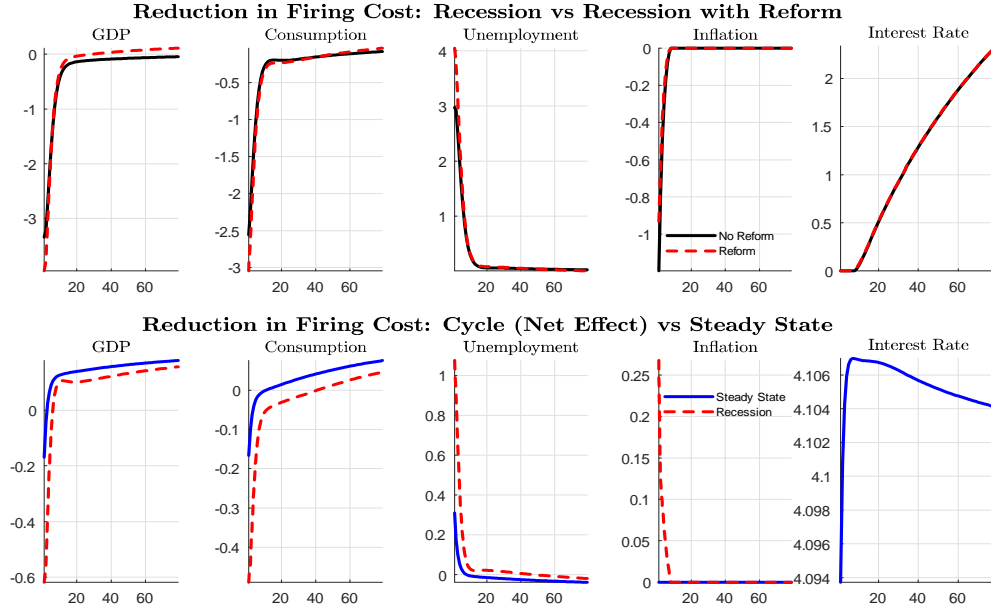 Reduction in Firing Cost: Recession vs Recession with Reform
GDP Consumption Unemployment Inflation Interest Rate
0
-1
-2
-3
20 40 60
-0.5
-1
-1.5
-2
-2.5
-3
20 40 60
4
3
2
1
20 40 60
-0
-0.2
-0.4
-0.6
-0.8
-1
No Reform
Reform
20 40 60
2
1.5
1
0.5
0
20 40 60
Reduction in Firing Cost: Cycle (Net Effect) vs Steady State
GDP Consumption Unemployment Inflation Interest Rate
0
-0.2
-0.4
-0.6
20 40 60
0
-0.1
-0.2
-0.3
-0.4
20 40 60
1
0.8
0.6
0.4
0.2
0
20 40 60
0.25
0.2
0.15
0.1
0.05
0
Steady State
Recession
20 40 60
4.106
4.104
4.102
4.1
4.098
4.096
4.094
20 40 60